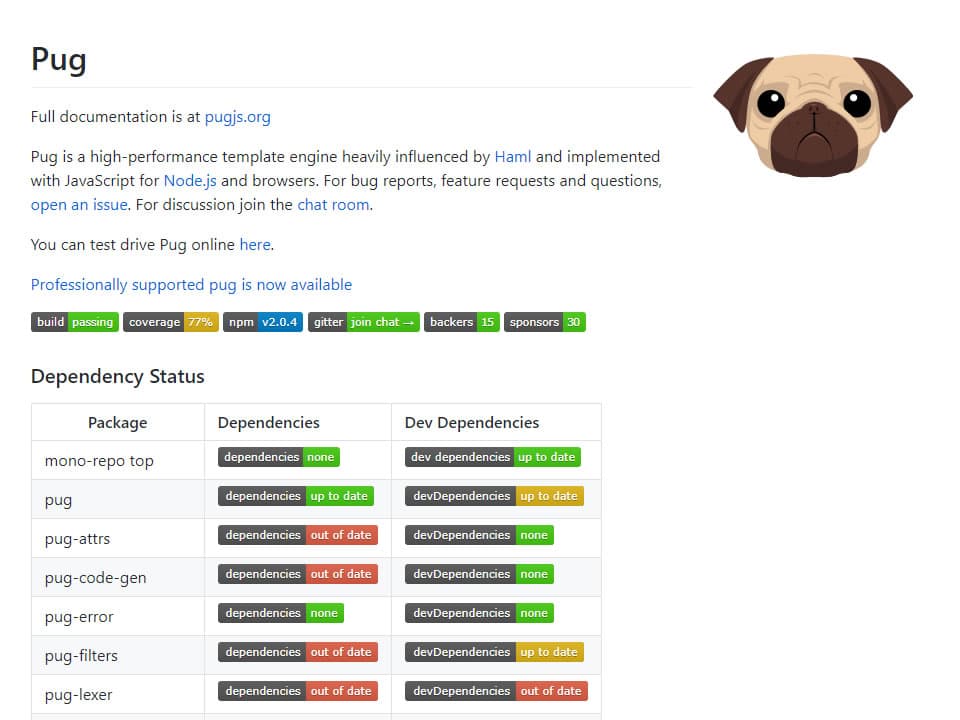 Pug
Full documentation is at pugjs.org
Pug is a high-performance template engine heavily influenced by Haml and implemented
with JavaScript for Node.js and browsers. For bug reports, feature requests and questions,
open an issue. For discussion join the chat room.
You can test drive Pug online here.
Professionally supported pug is now available
build passing coverage 77% npm v2.0.4 gitter join chat → backers 15 sponsors 30
Dependency Status
Package Dependencies Dev Dependencies
mono-repo top dependencies none dev dependencies up to date
pug dependencies up to date devDependencies up to date
pug-attrs dependencies out of date devDependencies none
pug-code-gen dependencies out of date devDependencies none
pug-error dependencies none devDependencies none
pug-filters dependencies out of date devDependencies up to date
pug-lexer dependencies out of date devDependencies out of date